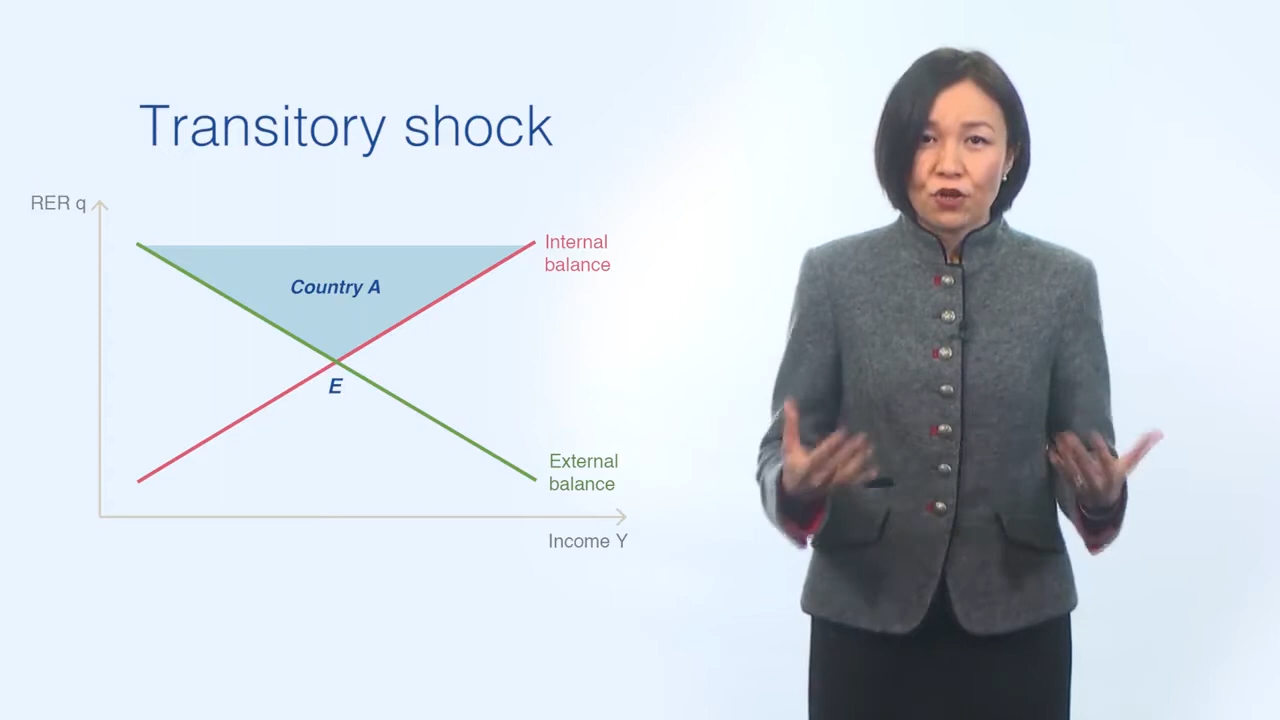 Transitory shock
RER q
Internal
balance
Country A
E
External
balance
Income Y